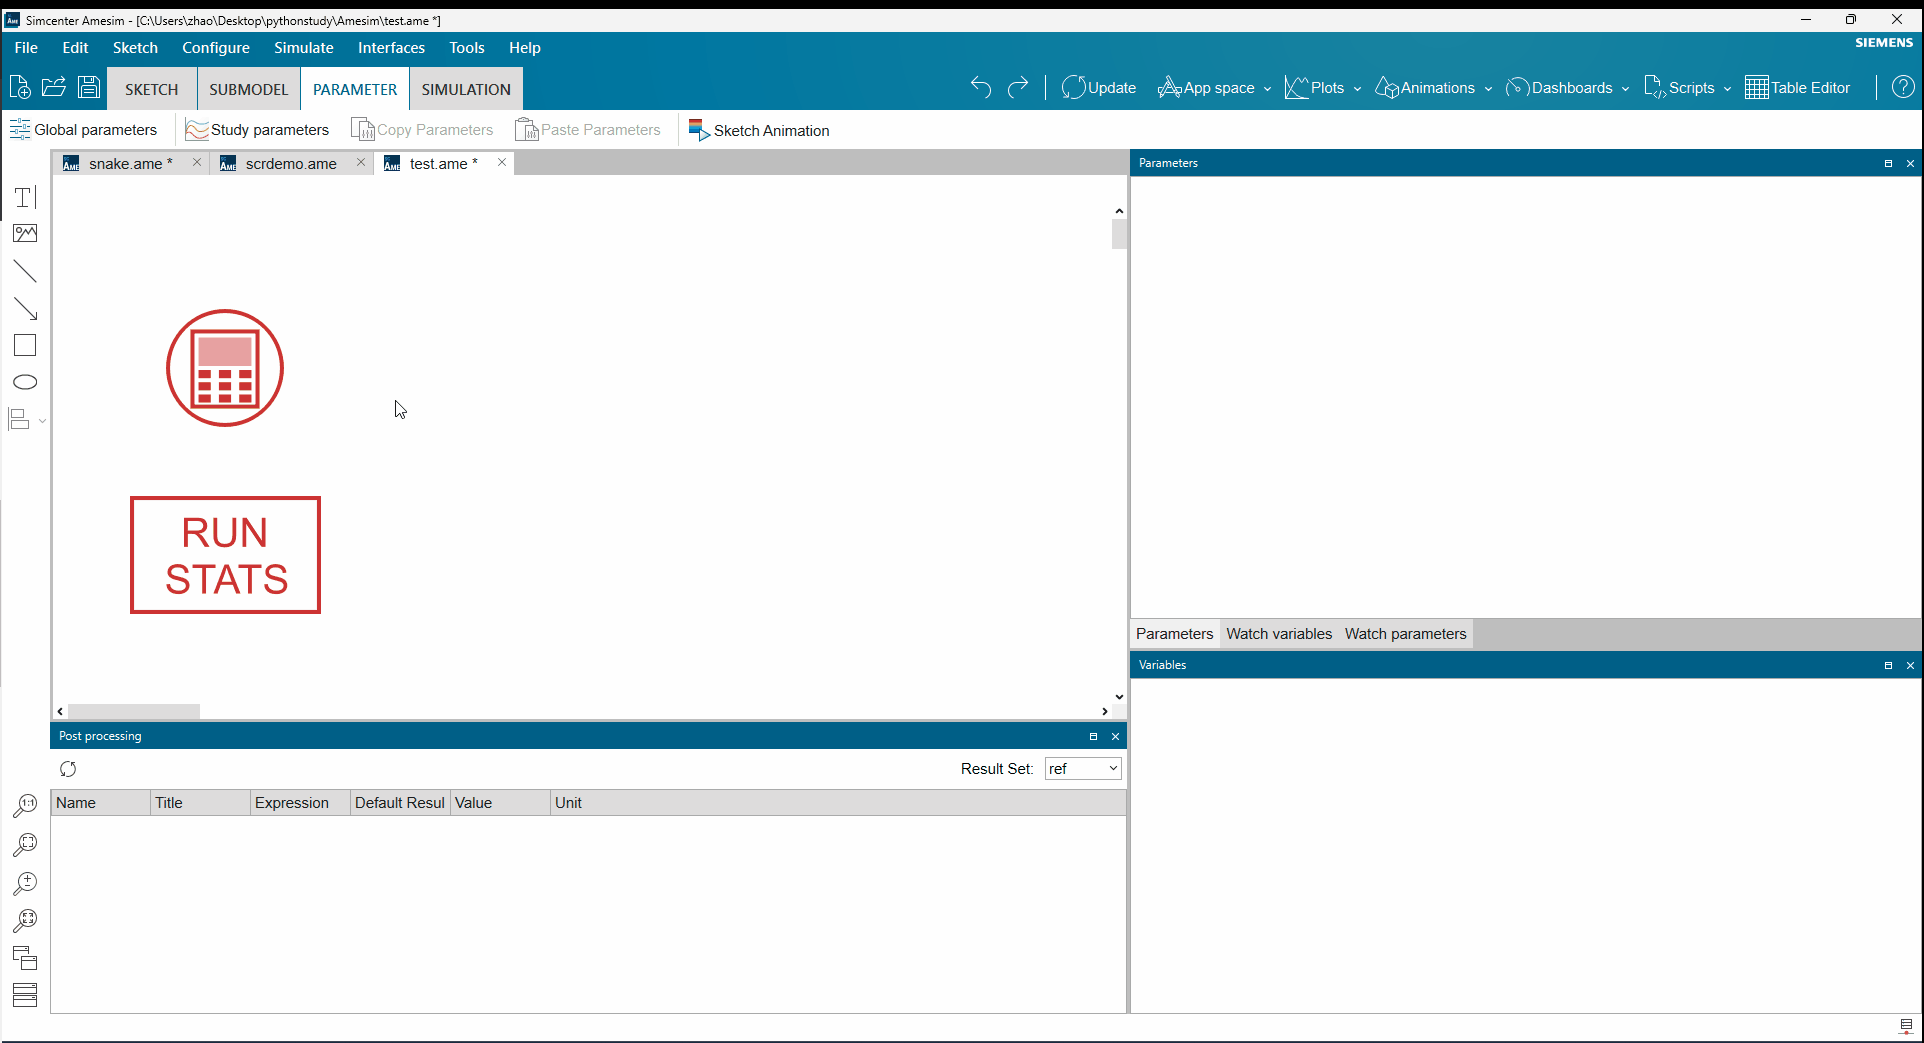 Simcenter Amesim - [C:\Users\zhao\Desktop\pythonstudy\Amesim\test.ame *]
File Edit Sketch Configure Simulate Interfaces Tools Help
SIEMENS
SKETCH SUBMODEL PARAMETER SIMULATION
Update App space Plots Animations Dashboards Scripts Table Editor
Global parameters Study parameters Copy Parameters Paste Parameters Sketch Animation
snake.ame * scrdemo.ame test.ame *
Parameters
RUN
STATS
Parameters Watch variables Watch parameters
Variables
Post processing
Result Set: ref
1:1
Name Title Expression Default Resul Value Unit